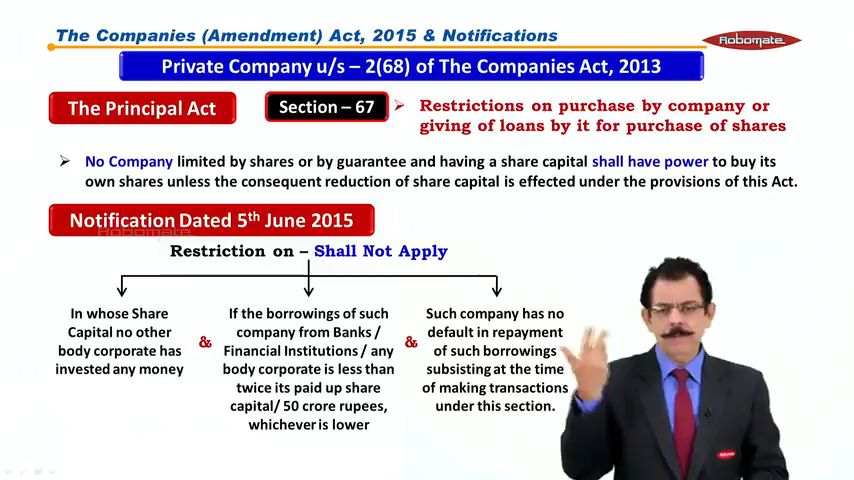 The Companies (Amendment) Act, 2015 & Notifications
Robomate
Private Company u/s – 2(68) of The Companies Act, 2013
The Principal Act
Section – 67
Restrictions on purchase by company or
giving of loans by it for purchase of shares
No Company limited by shares or by guarantee and having a share capital shall have power to buy its
own shares unless the consequent reduction of share capital is effected under the provisions of this Act.
Notification Dated 5th June 2015
Robomate
Restriction on – Shall Not Apply
In whose Share
Capital no other
body corporate has
invested any money
&
If the borrowings of such
company from Banks /
Financial Institutions / any
body corporate is less than
twice its paid up share
capital/ 50 crore rupees,
whichever is lower
&
Such company has no
default in repayment
of such borrowings
subsisting at the time
of making transactions
under this section.